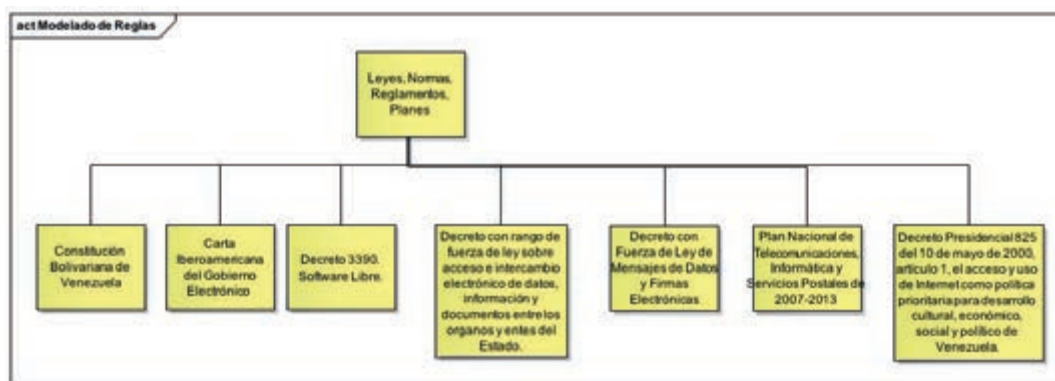 act Modelado de Reglas
Leyes, Normas,
Reglamentos,
Planes
Constitución
Bolivariana de
Venezuela
Carta
Iberoamericana
del Gobierno
Electrónico
Decreto 3390.
Software Libre.
Decreto con rango de
fuerza de ley sobre
acceso e intercambio
electrónico de datos,
información y
documentos entre los
organos y entes del
Estado.
Decreto con
Fuerza de Ley de
Mensajes de Datos
y Firmas
Electrónicas
Plan Nacional de
Telecomunicaciones,
Informática y
Servicios Postales de
2007-2013
Decreto Presidencial 825
del 10 de mayo de 2000,
artículo 1, el acceso y uso
de Internet como política
prioritaria para desarrollo
cultural, económico,
social y político de
Venezuela.